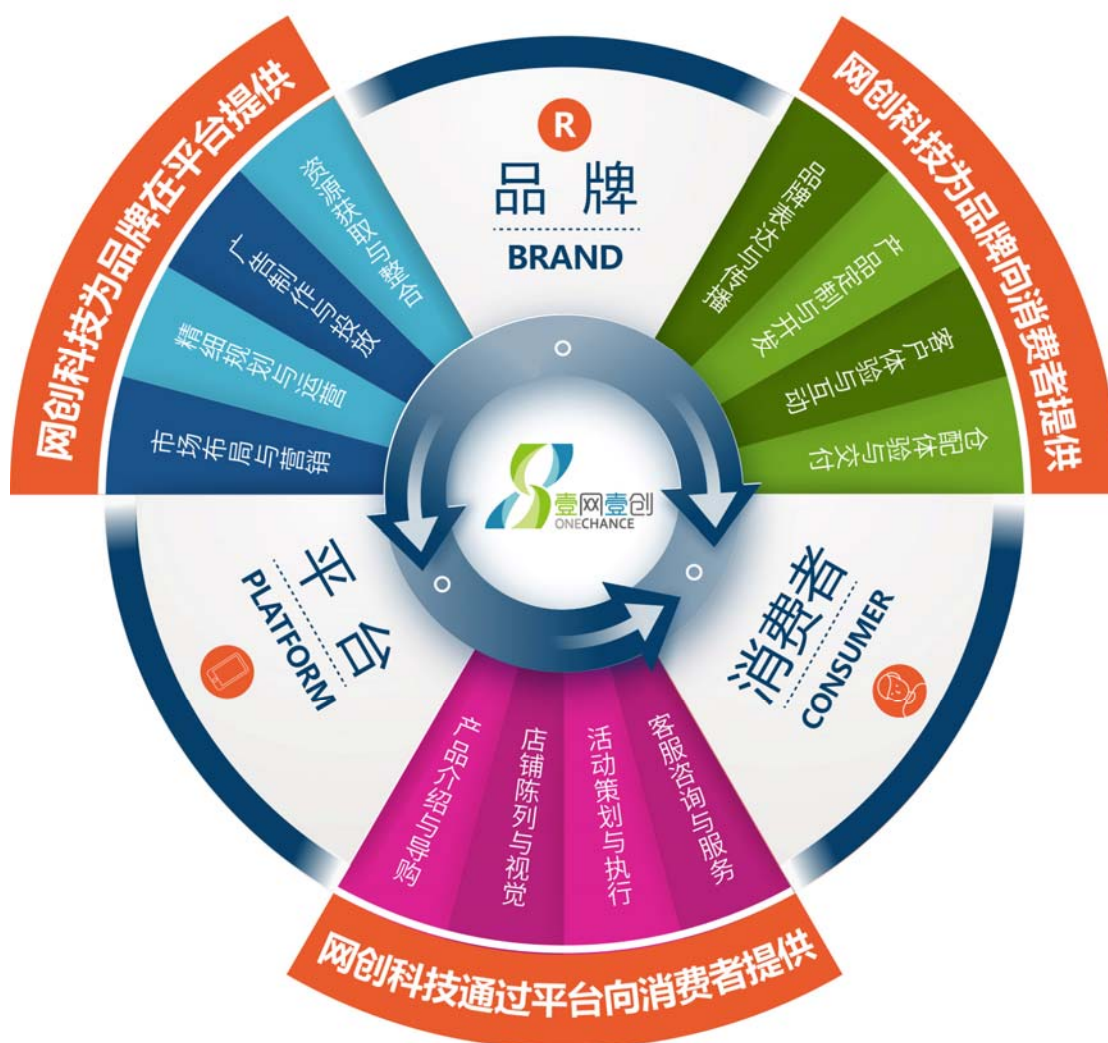 网创科技为品牌在平台提供
资源获取与整合
广告制作与投放
精细规划与运营
市场布局与营销
R
品牌
BRAND
网创科技为品牌向消费者提供
品牌表达与传播
产品定制与开发
客户体验与互动
仓配体验与交付
壹网壹创
ONECHANCE
平台
PLATFORM
消费者
CONSUMER
产品介绍与导购
店铺陈列与视觉
活动策划与执行
客服咨询与服务
网创科技通过平台向消费者提供